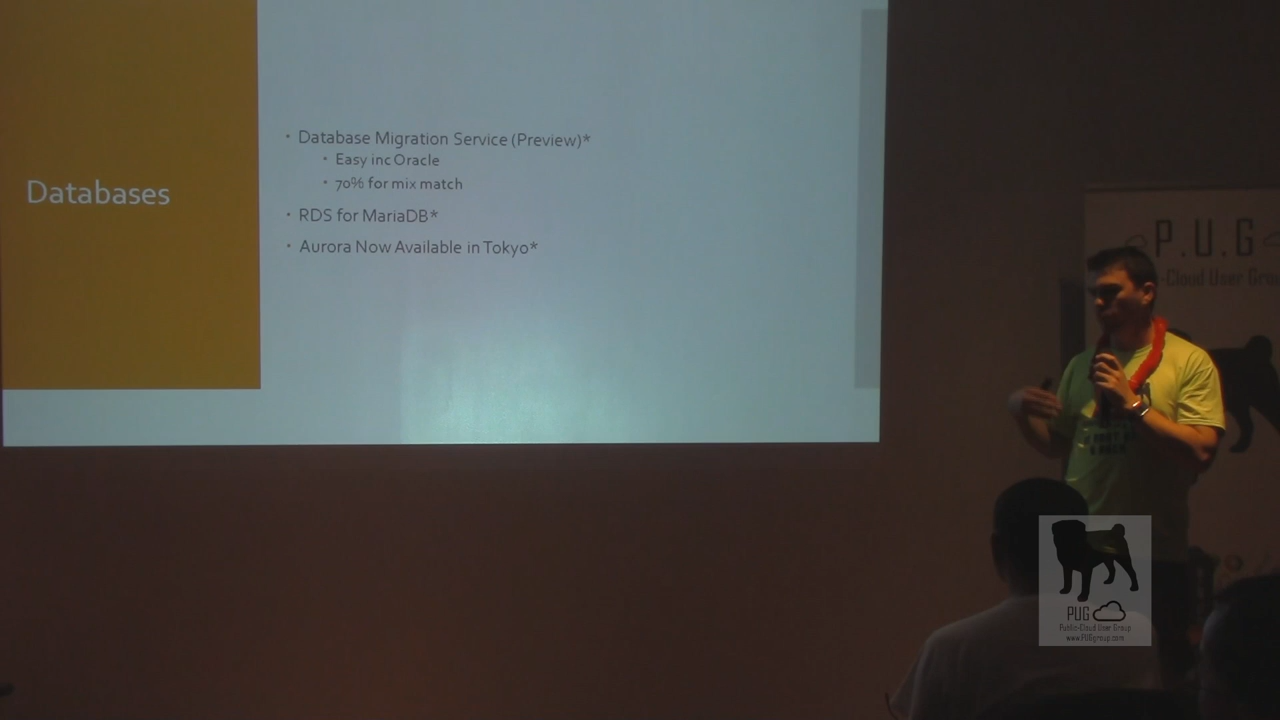 Databases
• Database Migration Service (Preview)*
• Easy inc Oracle
• 70% for mix match
• RDS for MariaDB*
• Aurora Now Available in Tokyo*
P.U.G
-Cloud User Grou
PUG
Public-Cloud User Group
www.PUGgroup.com